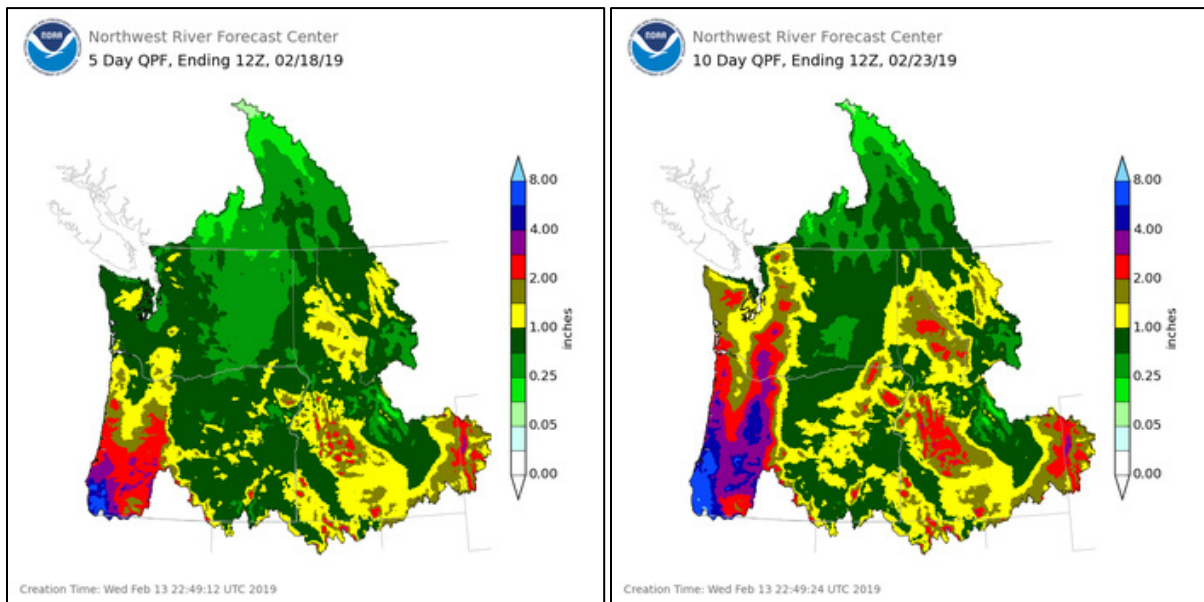 NOAA
Northwest River Forecast Center
5 Day QPF, Ending 12Z, 02/18/19
8.00
4.00
2.00
1.00
0.25
0.05
0.00
inches
Creation Time: Wed Feb 13 22:49:12 UTC 2019
NOAA
Northwest River Forecast Center
10 Day QPF, Ending 12Z, 02/23/19
8.00
4.00
2.00
1.00
0.25
0.05
0.00
inches
Creation Time: Wed Feb 13 22:49:24 UTC 2019